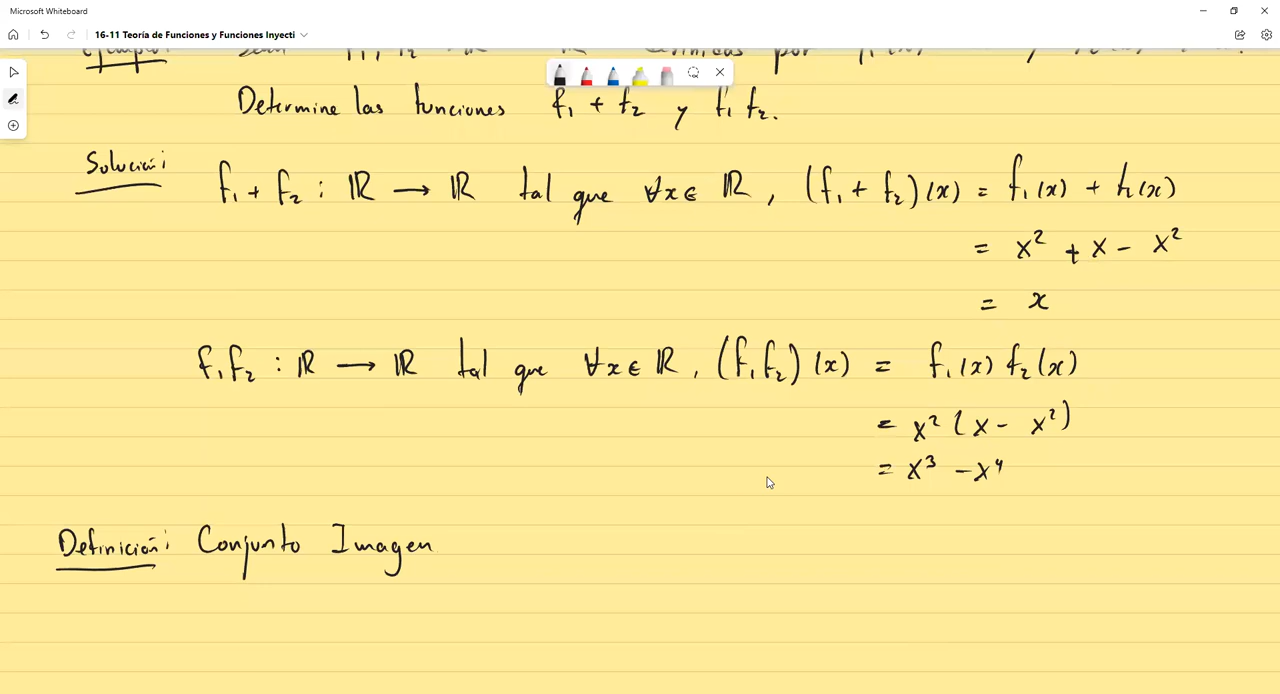 Microsoft Whiteboard
16-11 Teoría de Funciones y Funciones Inyecti
Determine las funciones f₁ + f₂ y f₁ f₂.
Solución:
f₁ + f₂ : ℝ → ℝ tal que ∀x ∈ ℝ, (f₁ + f₂)(x) = f₁(x) + f₂(x)
= x² + x - x²
= x
f₁f₂ : ℝ → ℝ tal que ∀x ∈ ℝ, (f₁f₂)(x) = f₁(x) f₂(x)
= x² (x - x²)
= x³ - x⁴
Definición: Conjunto Imagen